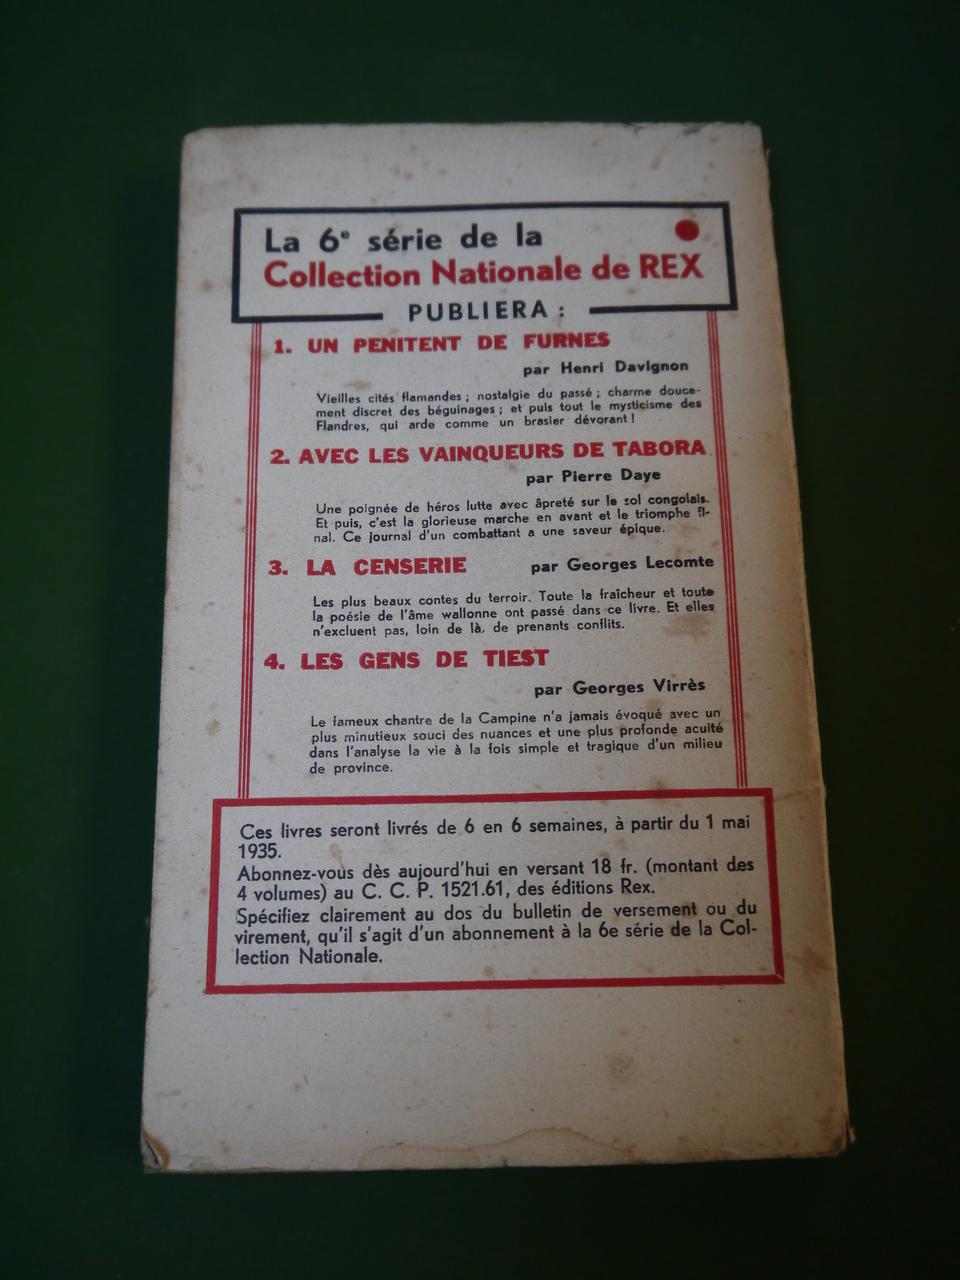 La 6e série de la
Collection Nationale de REX
PUBLIERA :
1. UN PENITENT DE FURNES
par Henri Davignon
Vieilles cités flamandes ; nostalgie du passé ; charme douce-
ment discret des béguinages ; et puis tout le mysticisme des
Flandres, qui arde comme un brasier dévorant !
2. AVEC LES VAINQUEURS DE TABORA
par Pierre Daye
Une poignée de héros lutte avec âpreté sur le sol congolais.
Et puis, c'est la glorieuse marche en avant et le triomphe fi-
nal. Ce journal d'un combattant a une saveur épique.
3. LA CENSERIE par Georges Lecomte
Les plus beaux contes du terroir. Toute la fraîcheur et toute
la poésie de l'âme wallonne ont passé dans ce livre. Et elles
n'excluent pas, loin de là, de prenants conflits.
4. LES GENS DE TIEST
par Georges Virrès
Le fameux chantre de la Campine n'a jamais évoqué avec un
plus minutieux souci des nuances et une plus profonde acuité
dans l'analyse la vie à la fois simple et tragique d'un milieu
de province.
Ces livres seront livrés de 6 en 6 semaines, à partir du 1 mai
1935.
Abonnez-vous dès aujourd'hui en versant 18 fr. (montant des
4 volumes) au C. C. P. 1521.61, des éditions Rex.
Spécifiez clairement au dos du bulletin de versement ou du
virement, qu'il s'agit d'un abonnement à la 6e série de la Col-
lection Nationale.